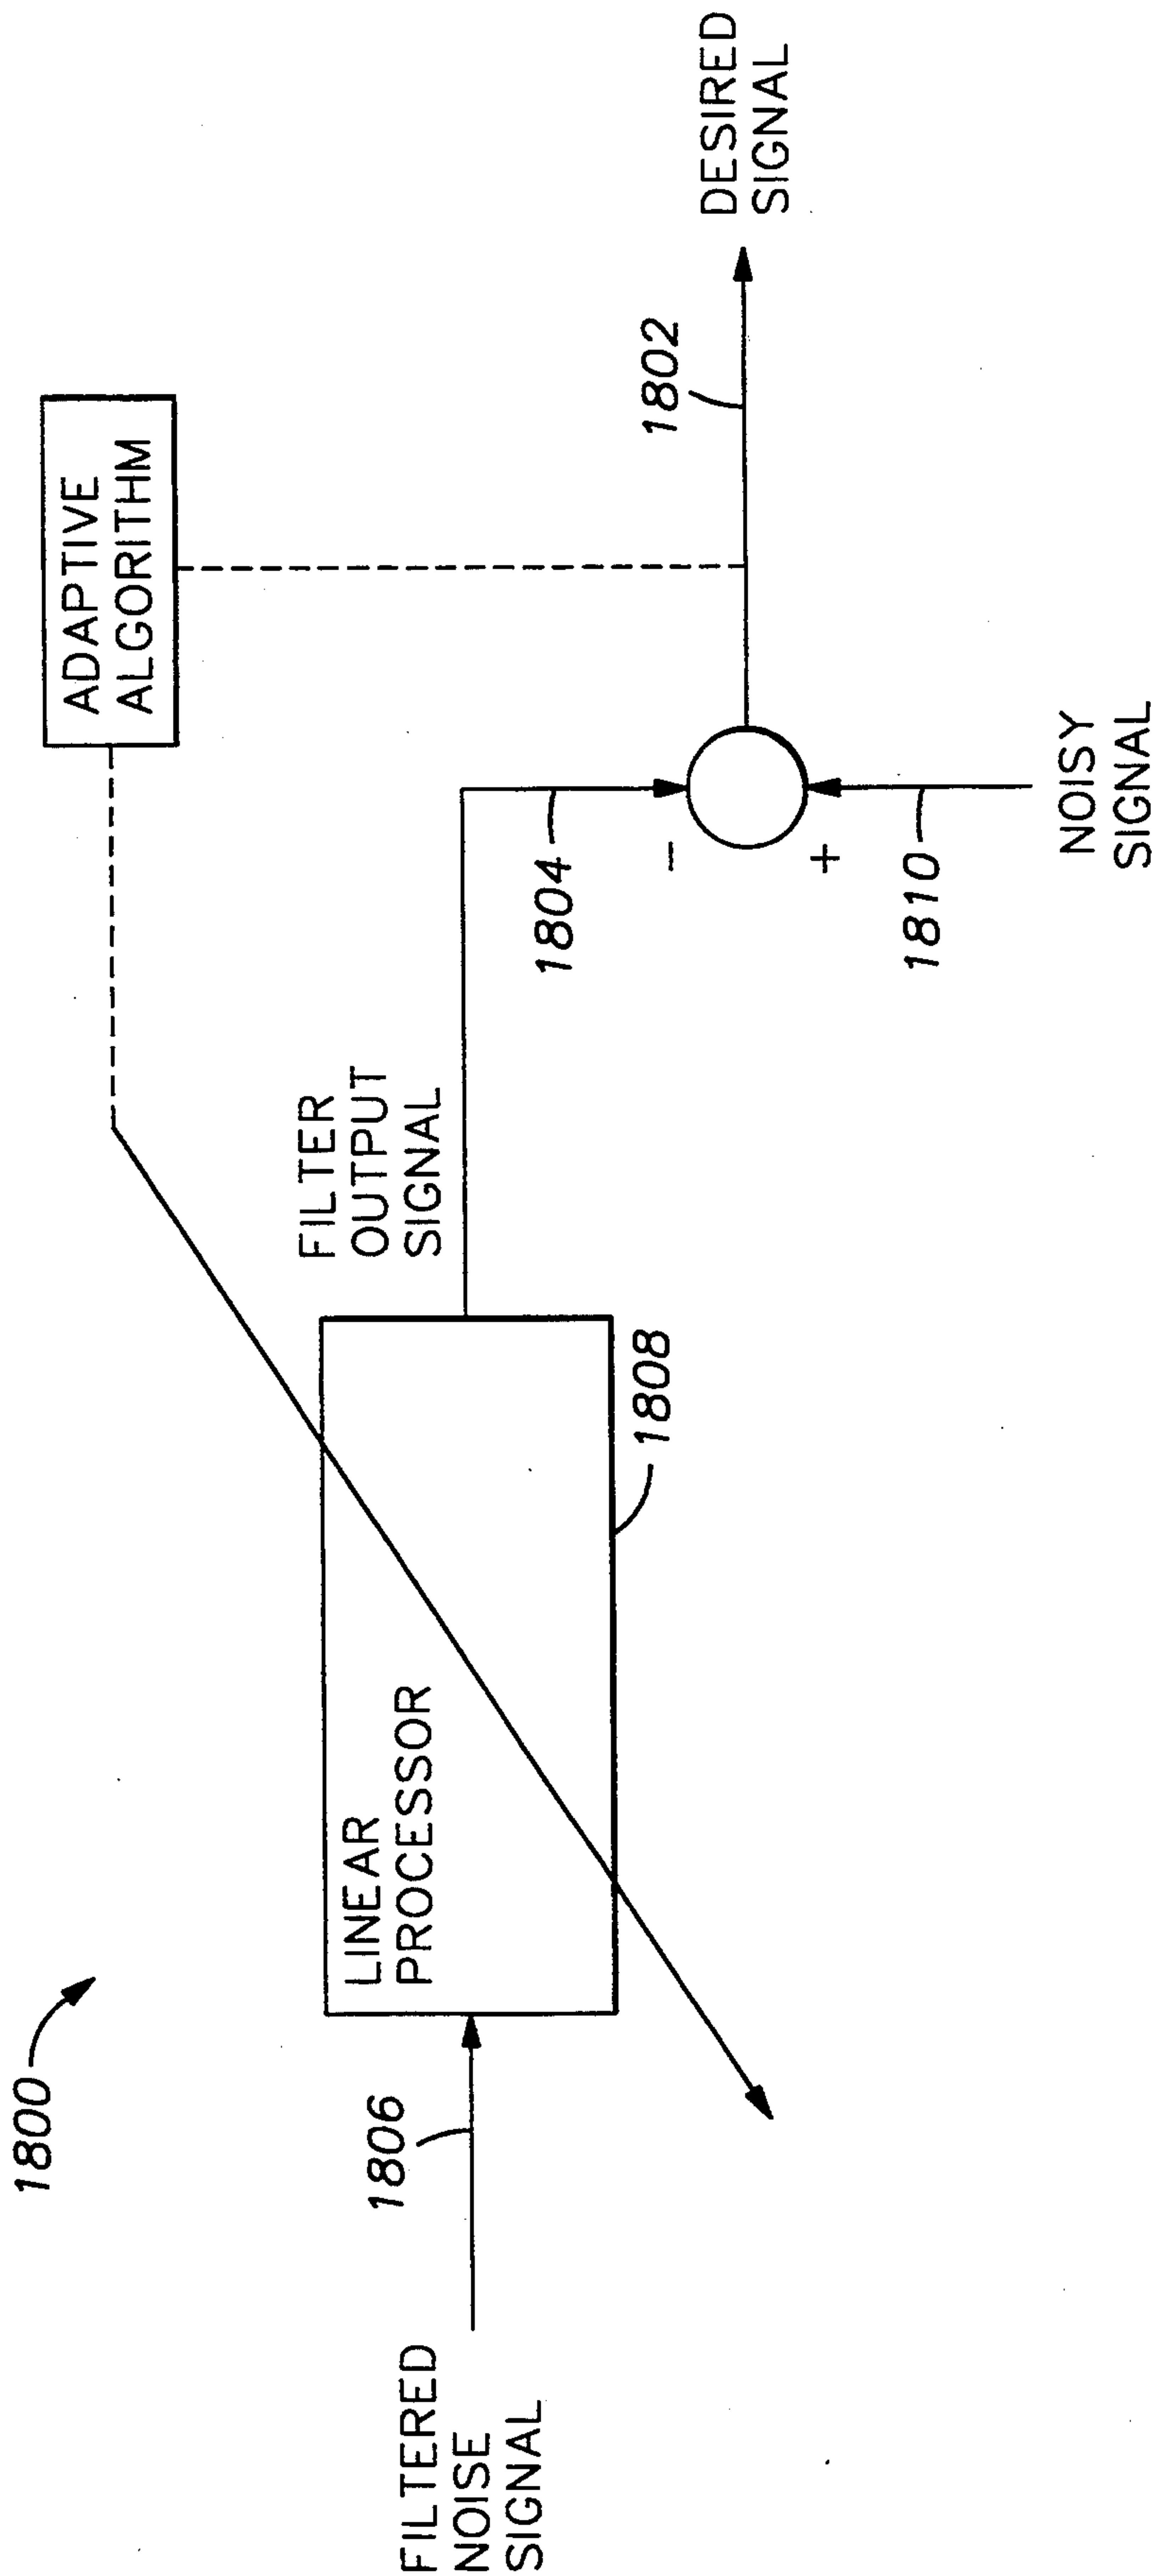 1800
ADAPTIVE
ALGORITHM
FILTERED
NOISE
SIGNAL
1806
LINEAR
PROCESSOR
1808
FILTER
OUTPUT
SIGNAL
1804
-
+
1810
NOISY
SIGNAL
1802
DESIRED
SIGNAL